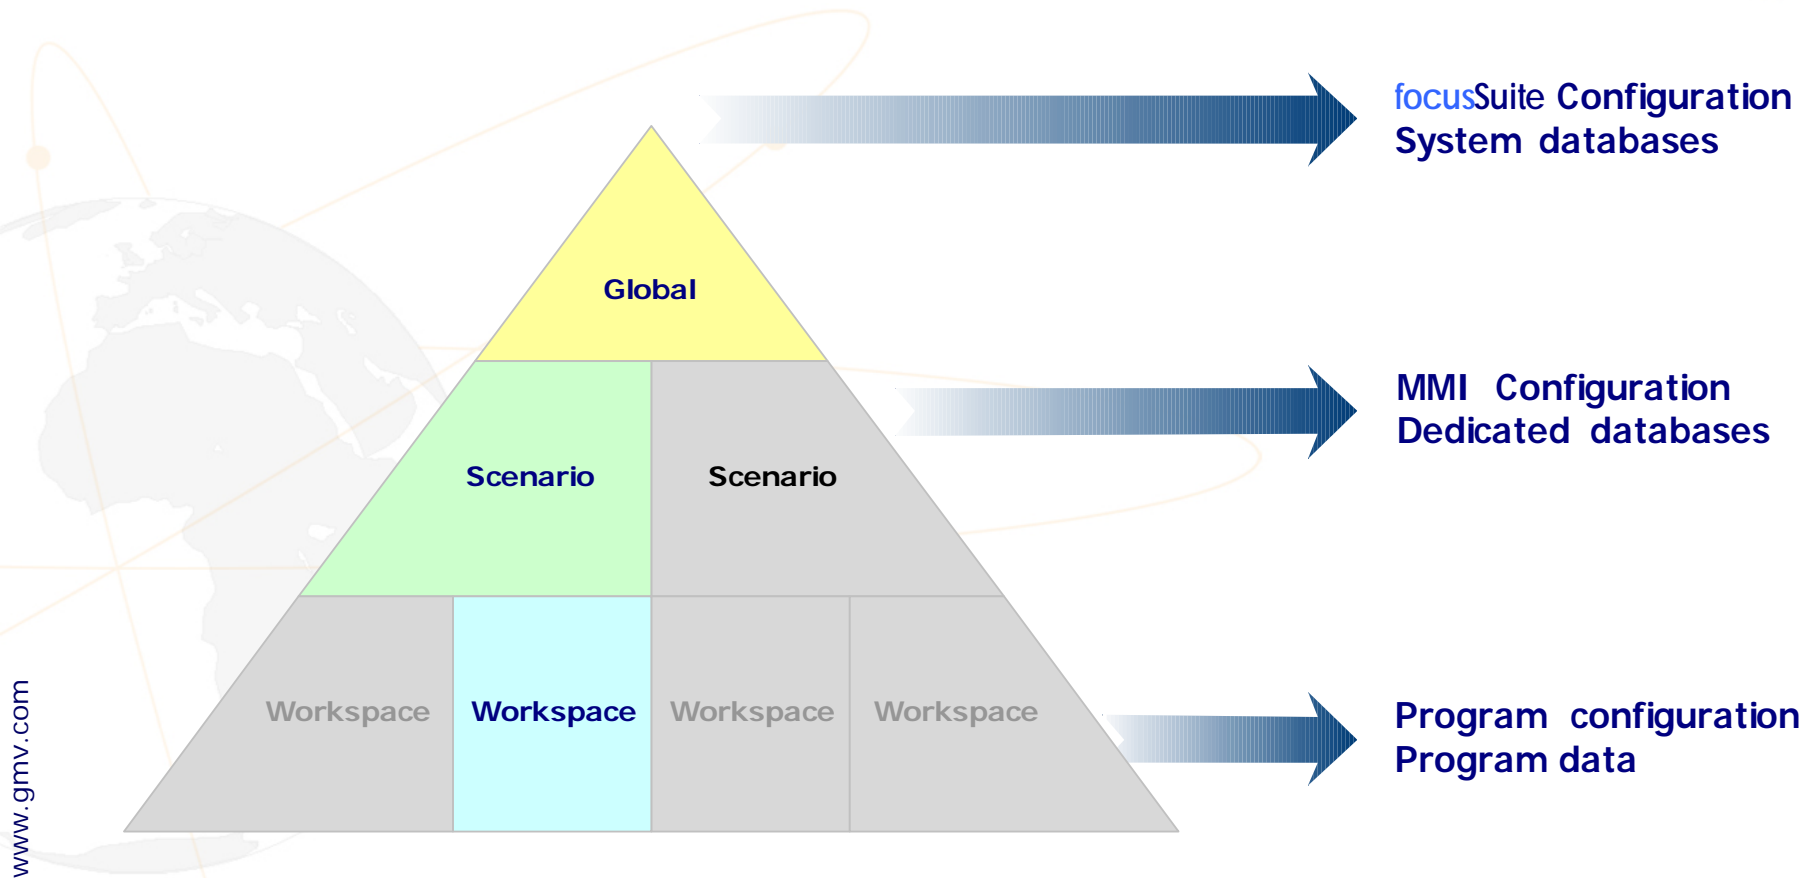 focusSuite Configuration
System databases
Global
MMI Configuration
Dedicated databases
Scenario
Scenario
Workspace
Workspace
Workspace
Workspace
Program configuration
Program data
www.gmv.com